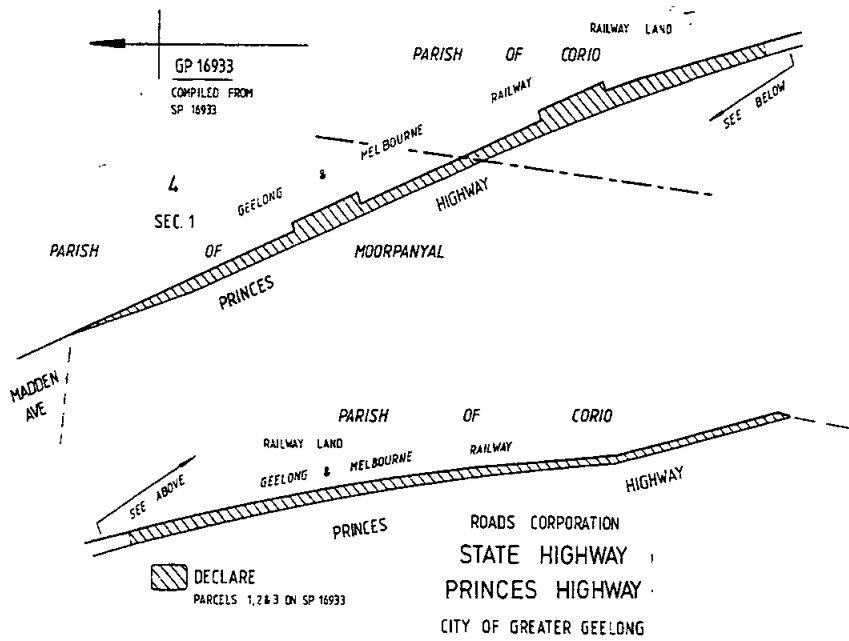 RAILWAY LAND
PARISH OF CORIO
GP 16933
COMPILED FROM
SP 16933
RAILWAY
SEE BELOW
MELBOURNE
&
GEELONG
4
SEC. 1
HIGHWAY
PARISH OF MOORPANYAL
PRINCES
MADDEN
AVE
PARISH OF CORIO
RAILWAY LAND
GEELONG & MELBOURNE RAILWAY
SEE ABOVE
HIGHWAY
PRINCES
ROADS CORPORATION
STATE HIGHWAY
PRINCES HIGHWAY
CITY OF GREATER GEELONG
DECLARE
PARCELS 1,2&3 ON SP 16933